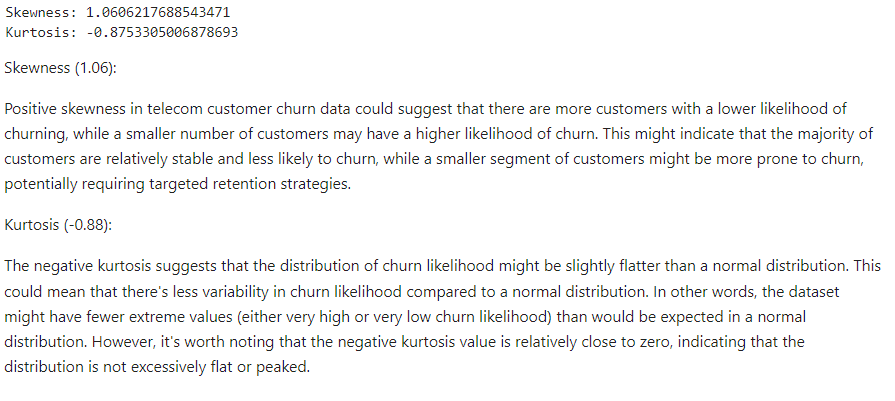 Skewness: 1.0606217688543471
Kurtosis: -0.8753305006878693
Skewness (1.06):
Positive skewness in telecom customer churn data could suggest that there are more customers with a lower likelihood of
churning, while a smaller number of customers may have a higher likelihood of churn. This might indicate that the majority of
customers are relatively stable and less likely to churn, while a smaller segment of customers might be more prone to churn,
potentially requiring targeted retention strategies.
Kurtosis (-0.88):
The negative kurtosis suggests that the distribution of churn likelihood might be slightly flatter than a normal distribution. This
could mean that there's less variability in churn likelihood compared to a normal distribution. In other words, the dataset
might have fewer extreme values (either very high or very low churn likelihood) than would be expected in a normal
distribution. However, it's worth noting that the negative kurtosis value is relatively close to zero, indicating that the
distribution is not excessively flat or peaked.